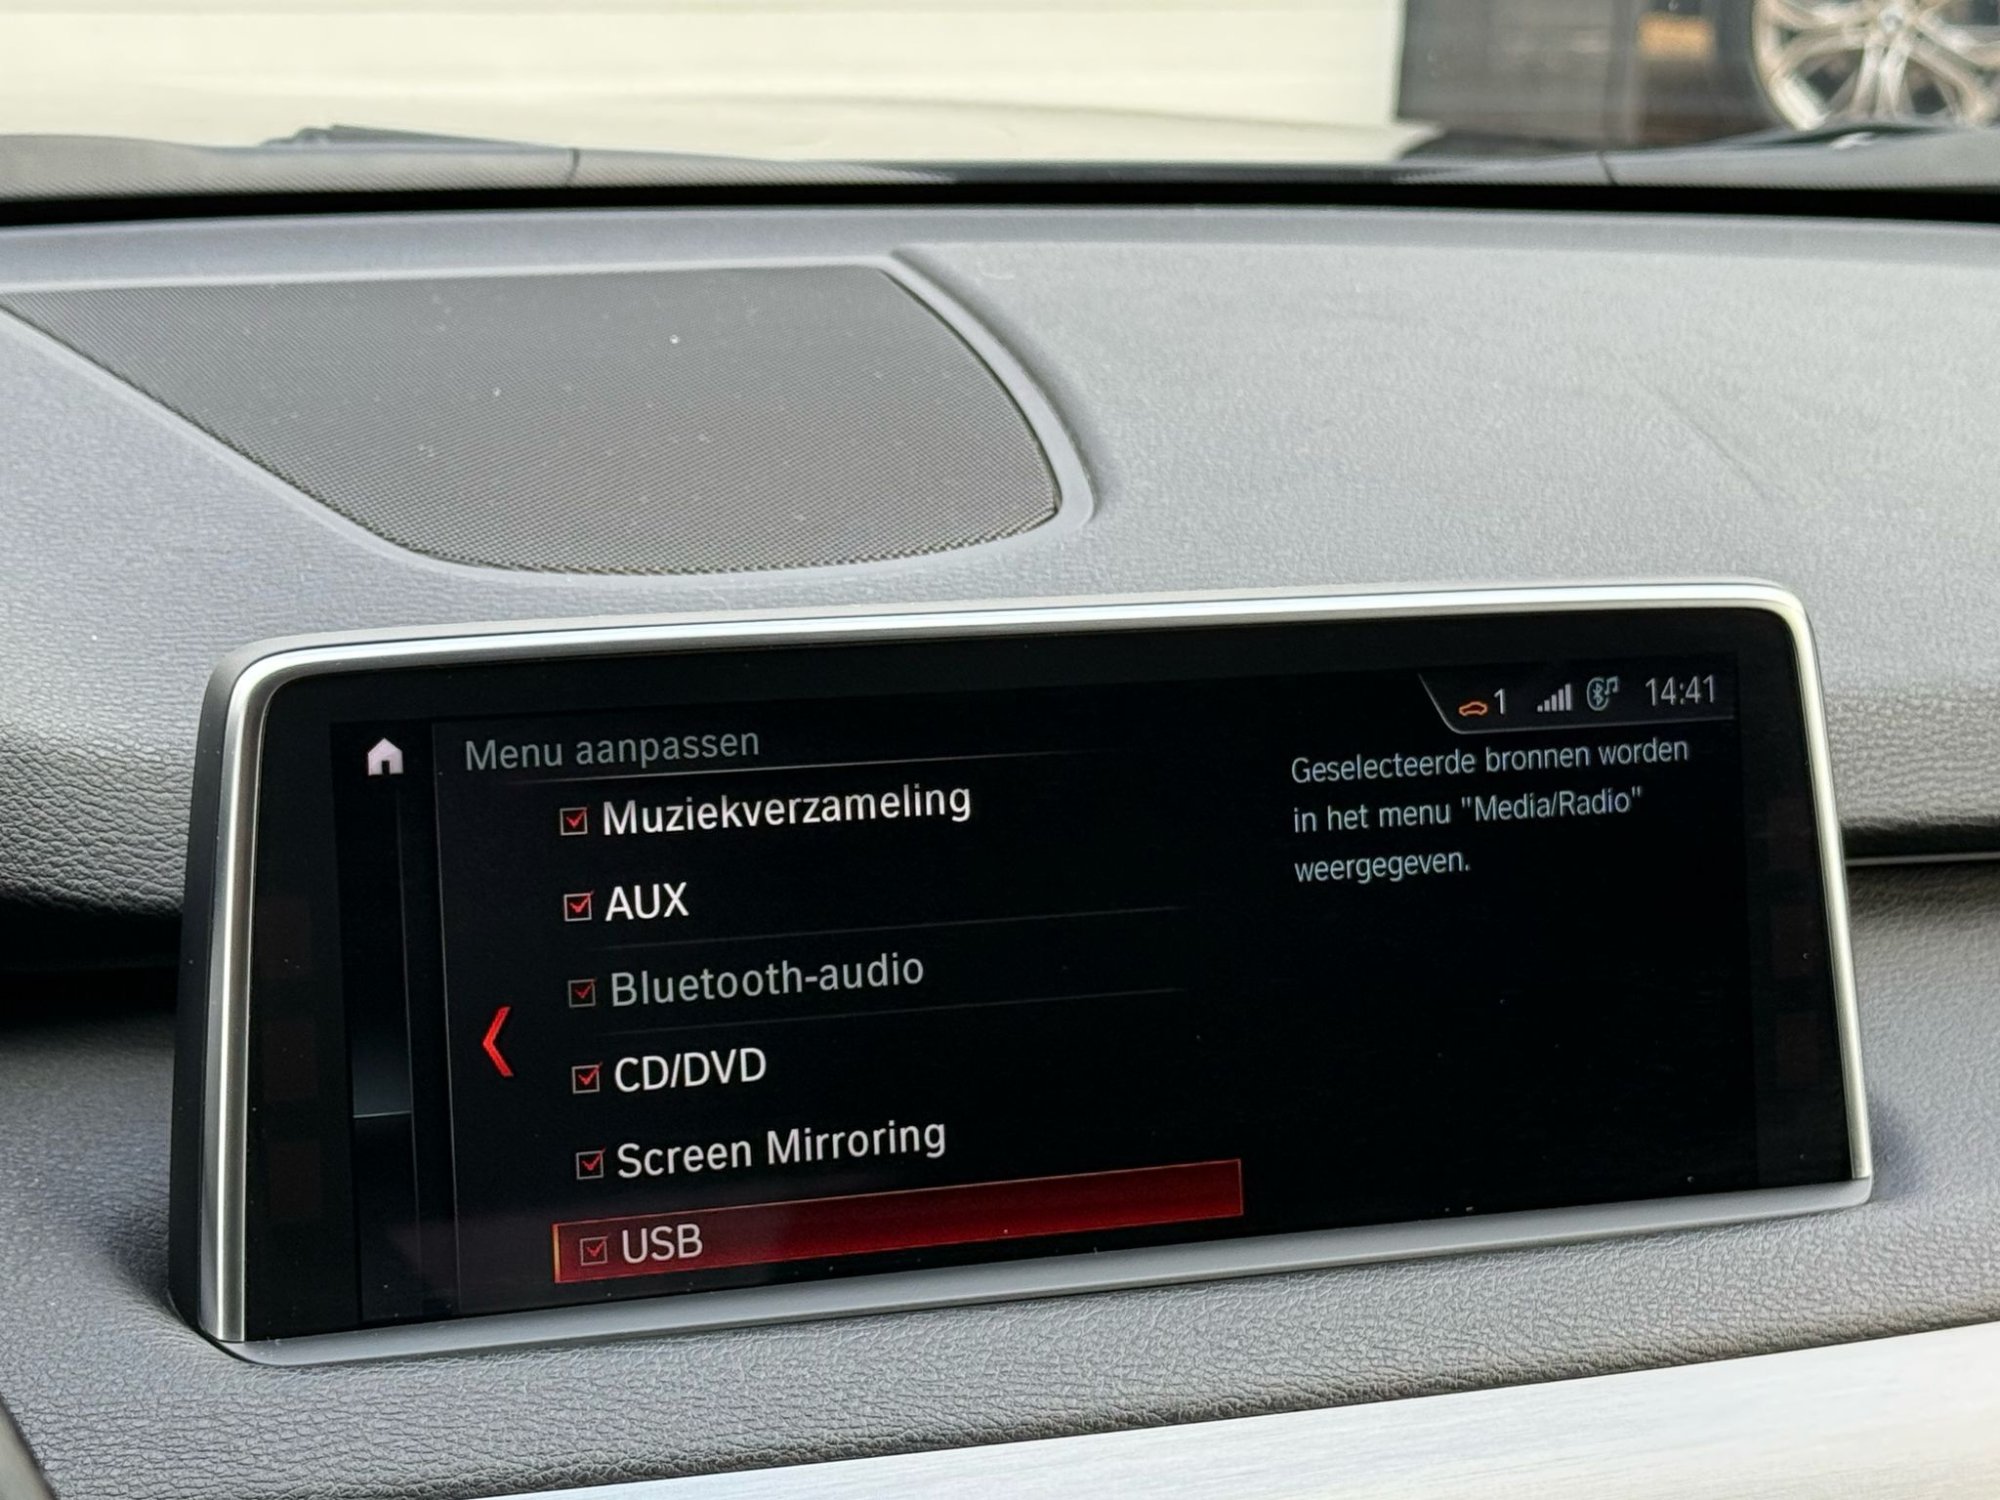 1 14:41
Menu aanpassen
Muziekverzameling
AUX
Bluetooth-audio
CD/DVD
Screen Mirroring
USB
Geselecteerde bronnen worden
in het menu "Media/Radio"
weergegeven.